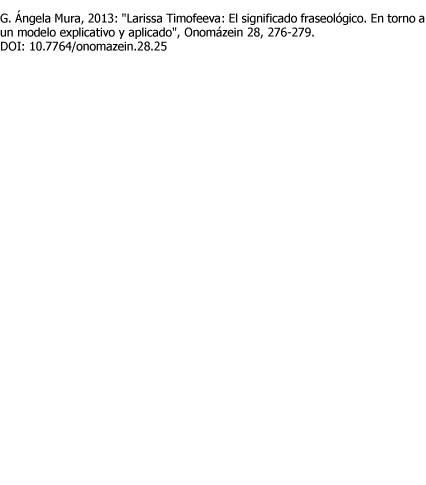 G. Ángela Mura, 2013: "Larissa Timofeeva: El significado fraseológico. En torno a
un modelo explicativo y aplicado", Onomázein 28, 276-279.
DOI: 10.7764/onomazein.28.25